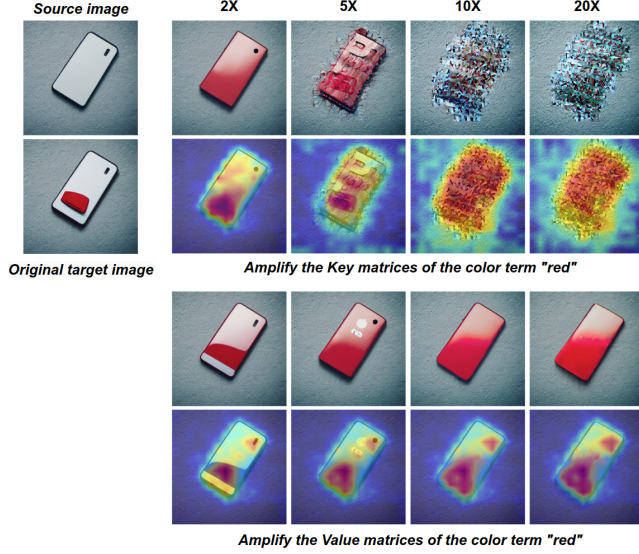 Source image
2X
5X
10X
20X
Original target image
Amplify the Key matrices of the color term "red"
Amplify the Value matrices of the color term "red"